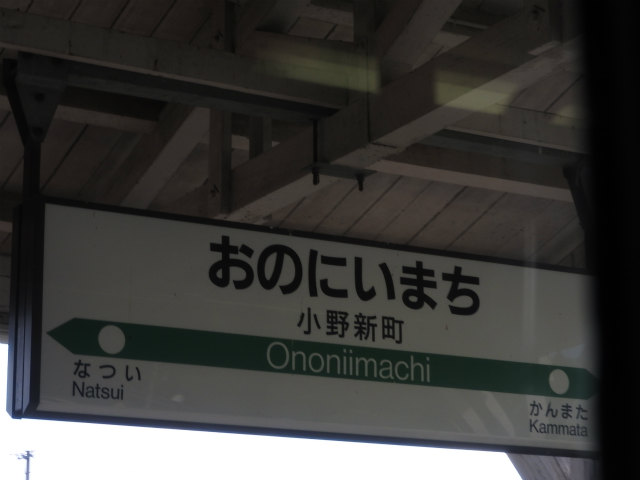 おのにいまち
小野新町
Ononiimachi
なつい
Natsui
かんまた
Kammata